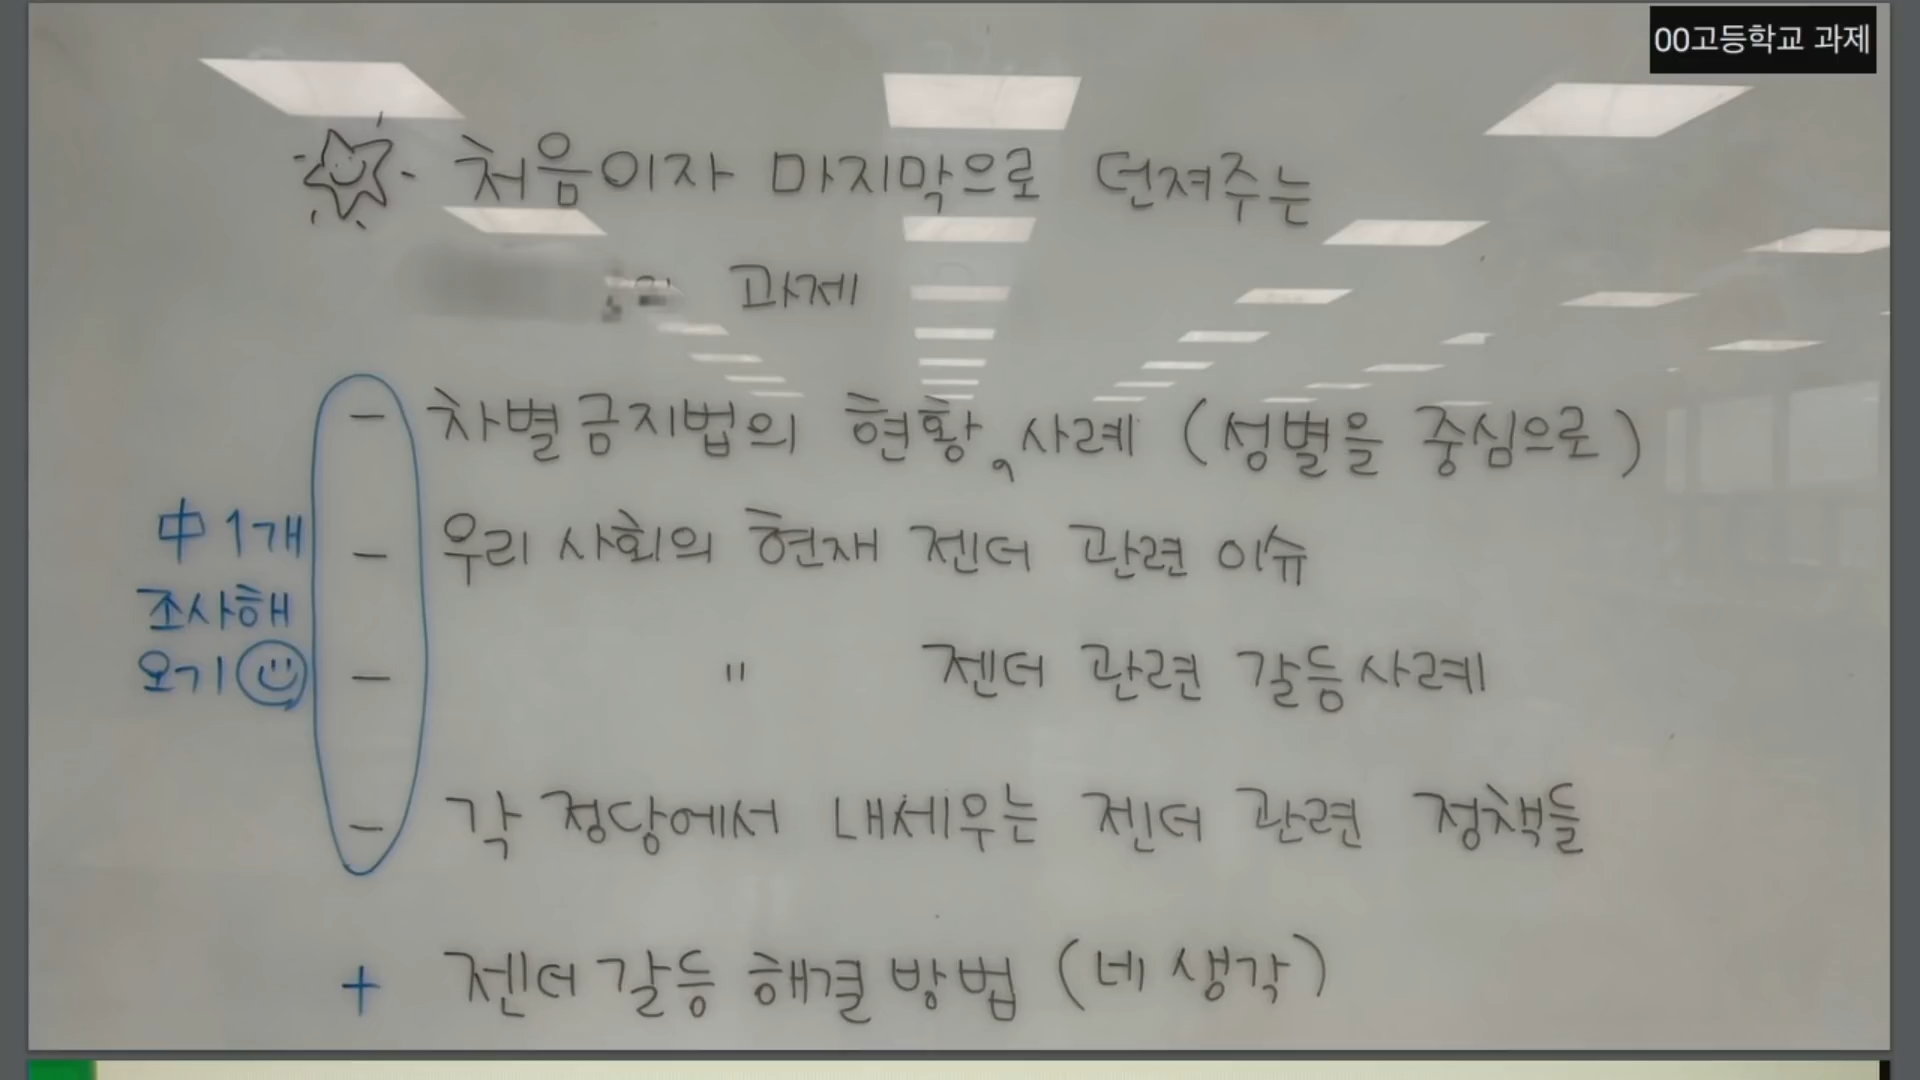 00고등학교 과제
처음이자 마지막으로 던져주는
과제
- 차별금지법의 현황, 사례 (성별을 중심으로)
- 우리 사회의 현재 젠더 관련 이슈
- " 젠더 관련 갈등사례
- 각 정당에서 내세우는 젠더 관련 정책들
中 1개
조사해
오기
+ 젠더갈등 해결방법 (네 생각)